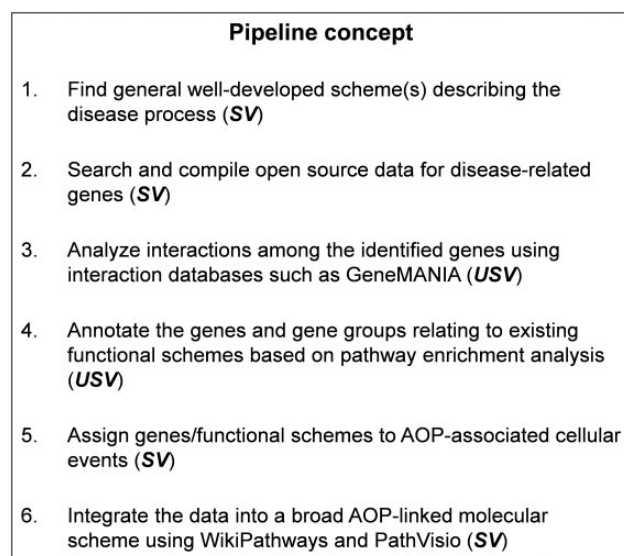 Pipeline concept
1. Find general well-developed scheme(s) describing the
disease process (SV)
2. Search and compile open source data for disease-related
genes (SV)
3. Analyze interactions among the identified genes using
interaction databases such as GeneMANIA (USV)
4. Annotate the genes and gene groups relating to existing
functional schemes based on pathway enrichment analysis
(USV)
5. Assign genes/functional schemes to AOP-associated cellular
events (SV)
6. Integrate the data into a broad AOP-linked molecular
scheme using WikiPathways and PathVisio (SV)